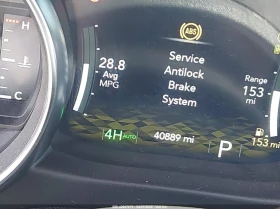 ABS
H
Service
Antilock
Brake
System
28.8
Avg
MPG
Range
153
mi
C
4H AUTO
40889 mi
P
153 mi